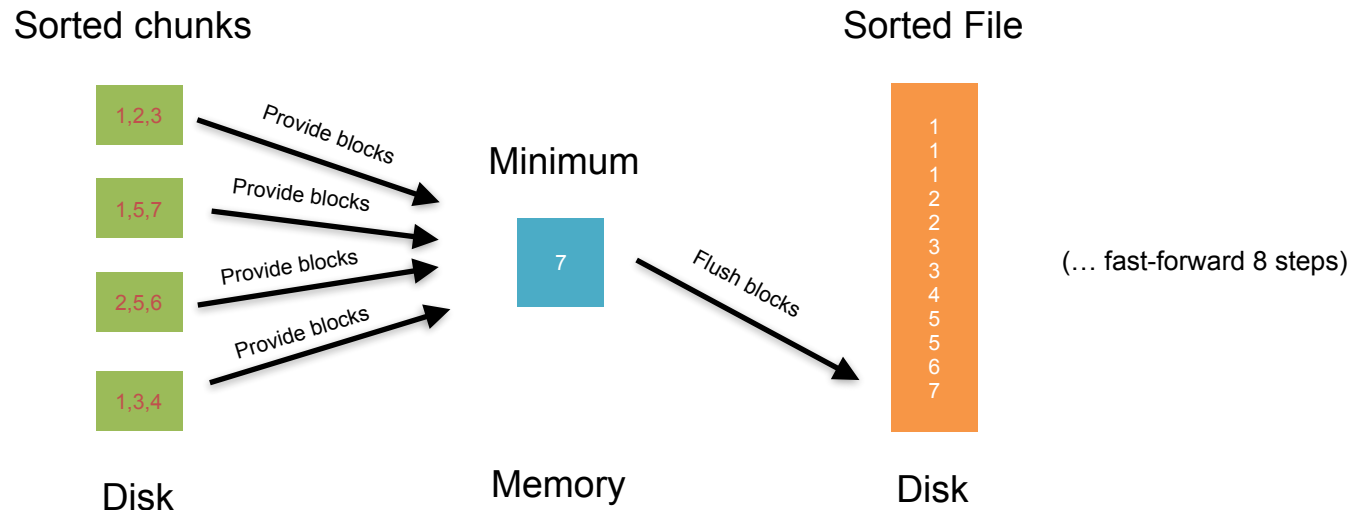 Sorted chunks
Sorted File
1,2,3
1,5,7
2,5,6
1,3,4
Disk
Provide blocks
Provide blocks
Provide blocks
Provide blocks
Minimum
7
Memory
Flush blocks
1
1
1
2
2
3
3
4
5
5
6
7
Disk
(... fast-forward 8 steps)